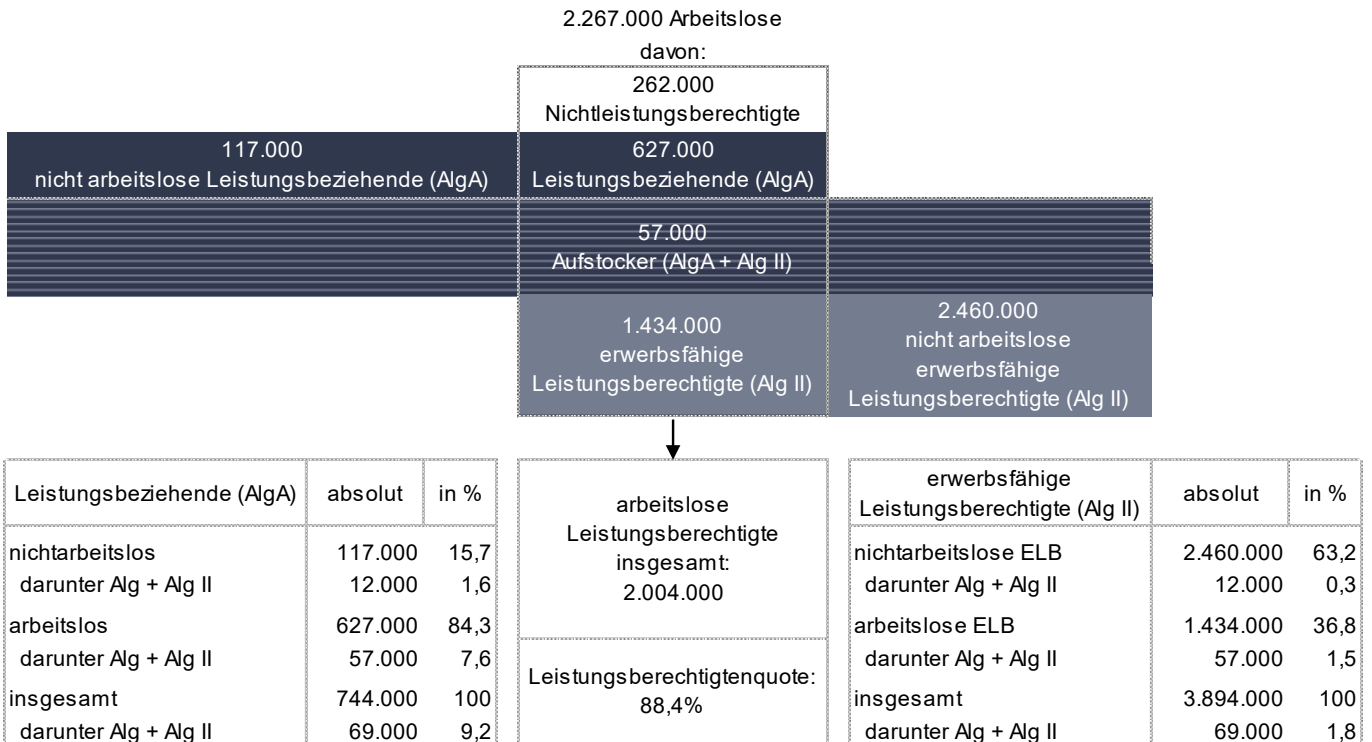 2.267.000 Arbeitslose
davon:
262.000
Nichtleistungsberechtigte
117.000
nicht arbeitslose Leistungsbeziehende (AlgA)
627.000
Leistungsbeziehende (AlgA)
57.000
Aufstocker (AlgA + Alg II)
1.434.000
erwerbsfähige
Leistungsberechtigte (Alg II)
2.460.000
nicht arbeitslose
erwerbsfähige
Leistungsberechtigte (Alg II)
Leistungsbeziehende (AlgA) absolut in %
nichtarbeitslos 117.000 15,7
darunter Alg + Alg II 12.000 1,6
arbeitslos 627.000 84,3
darunter Alg + Alg II 57.000 7,6
insgesamt 744.000 100
darunter Alg + Alg II 69.000 9,2
arbeitslose
Leistungsberechtigte
insgesamt:
2.004.000
Leistungsberechtigtenquote:
88,4%
erwerbsfähige
Leistungsberechtigte (Alg II) absolut in %
nichtarbeitslose ELB 2.460.000 63,2
darunter Alg + Alg II 12.000 0,3
arbeitslose ELB 1.434.000 36,8
darunter Alg + Alg II 57.000 1,5
insgesamt 3.894.000 100
darunter Alg + Alg II 69.000 1,8